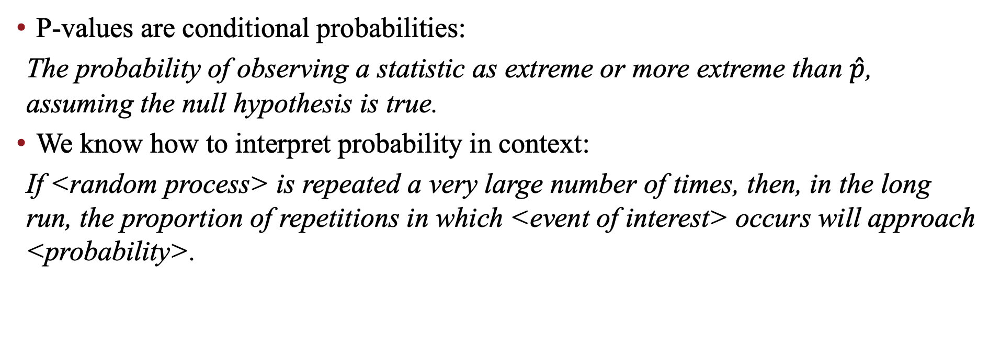 • P-values are conditional probabilities:
The probability of observing a statistic as extreme or more extreme than p̂,
assuming the null hypothesis is true.
• We know how to interpret probability in context:
If <random process> is repeated a very large number of times, then, in the long
run, the proportion of repetitions in which <event of interest> occurs will approach
<probability>.